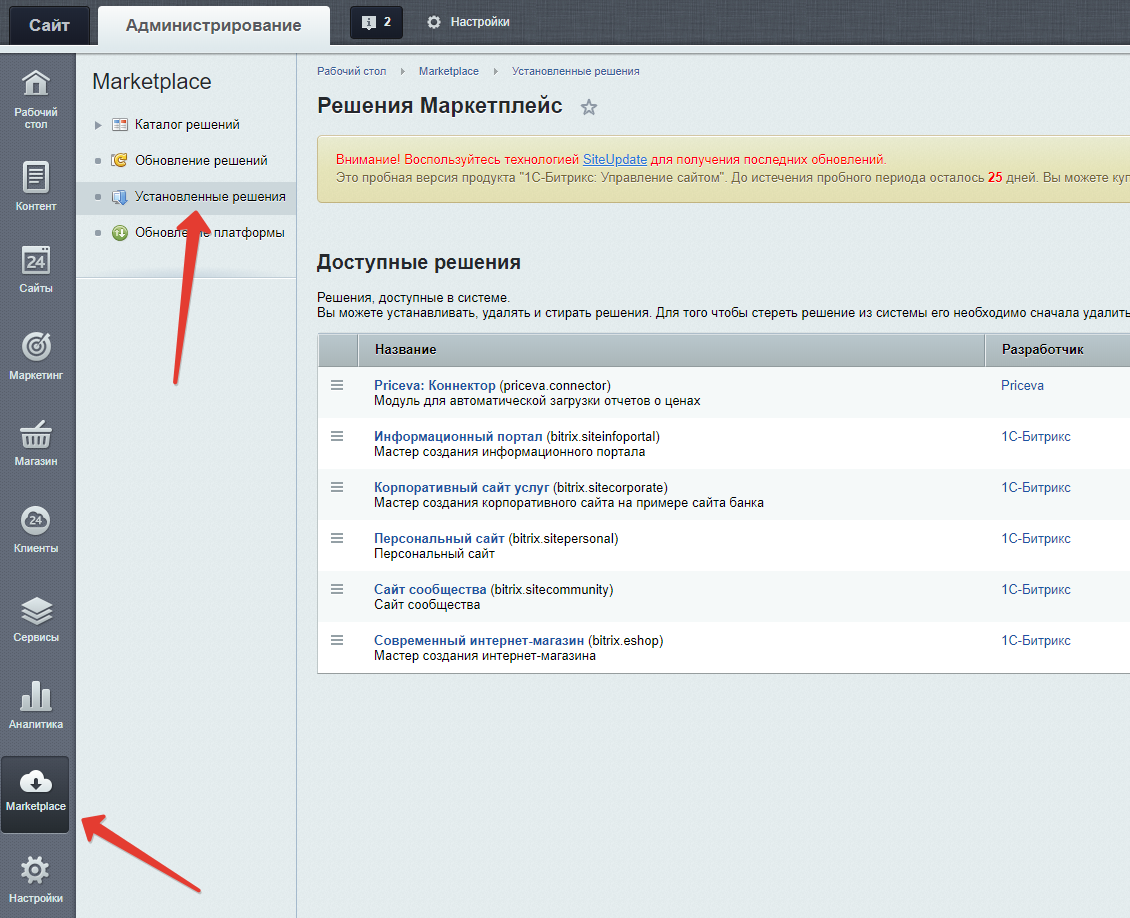 Сайт
Администрирование
2
Настройки
Рабочий стол
Контент
24
Сайты
Маркетинг
Магазин
24
Клиенты
Сервисы
Аналитика
Marketplace
Настройки
Marketplace
Каталог решений
Обновление решений
Установленные решения
Обновление платформы
Рабочий стол Marketplace Установленные решения
Решения Маркетплейс
Внимание! Воспользуйтесь технологией SiteUpdate для получения последних обновлений.
Это пробная версия продукта "1С-Битрикс: Управление сайтом". До истечения пробного периода осталось 25 дней. Вы можете куп
Доступные решения
Решения, доступные в системе.
Вы можете устанавливать, удалять и стирать решения. Для того чтобы стереть решение из системы его необходимо сначала удалить
Название Разработчик
Priceva: Коннектор (priceva.connector) Priceva
Модуль для автоматической загрузки отчетов о ценах
Информационный портал (bitrix.siteinfoportal) 1С-Битрикс
Мастер создания информационного портала
Корпоративный сайт услуг (bitrix.sitecorporate) 1С-Битрикс
Мастер создания корпоративного сайта на примере сайта банка
Персональный сайт (bitrix.sitepersonal) 1С-Битрикс
Персональный сайт
Сайт сообщества (bitrix.sitecommunity) 1С-Битрикс
Сайт сообщества
Современный интернет-магазин (bitrix.eshop) 1С-Битрикс
Мастер создания интернет-магазина